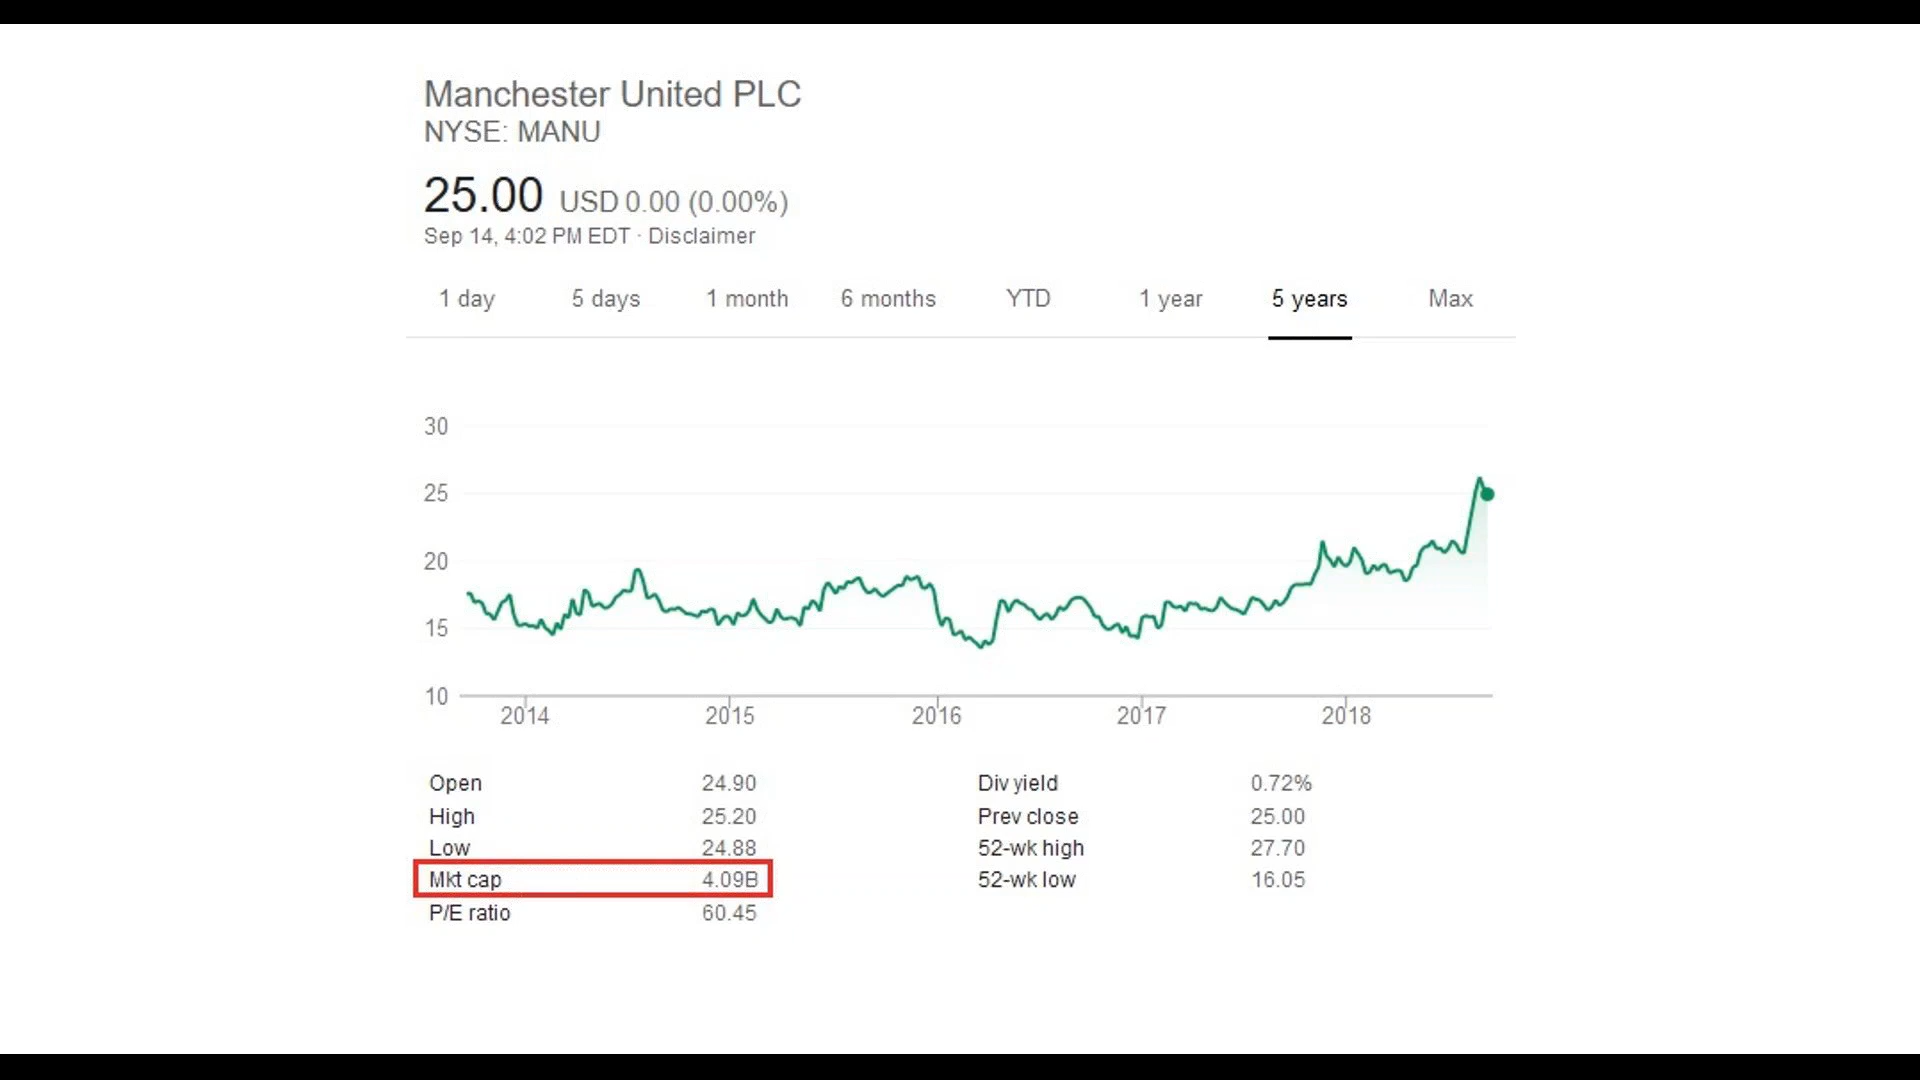 Manchester United PLC
NYSE: MANU
25.00 USD 0.00 (0.00%)
Sep 14, 4:02 PM EDT · Disclaimer
1 day 5 days 1 month 6 months YTD 1 year 5 years Max
30
25
20
15
10
2014 2015 2016 2017 2018
Open 24.90 Div yield 0.72%
High 25.20 Prev close 25.00
Low 24.88 52-wk high 27.70
Mkt cap 4.09B 52-wk low 16.05
P/E ratio 60.45